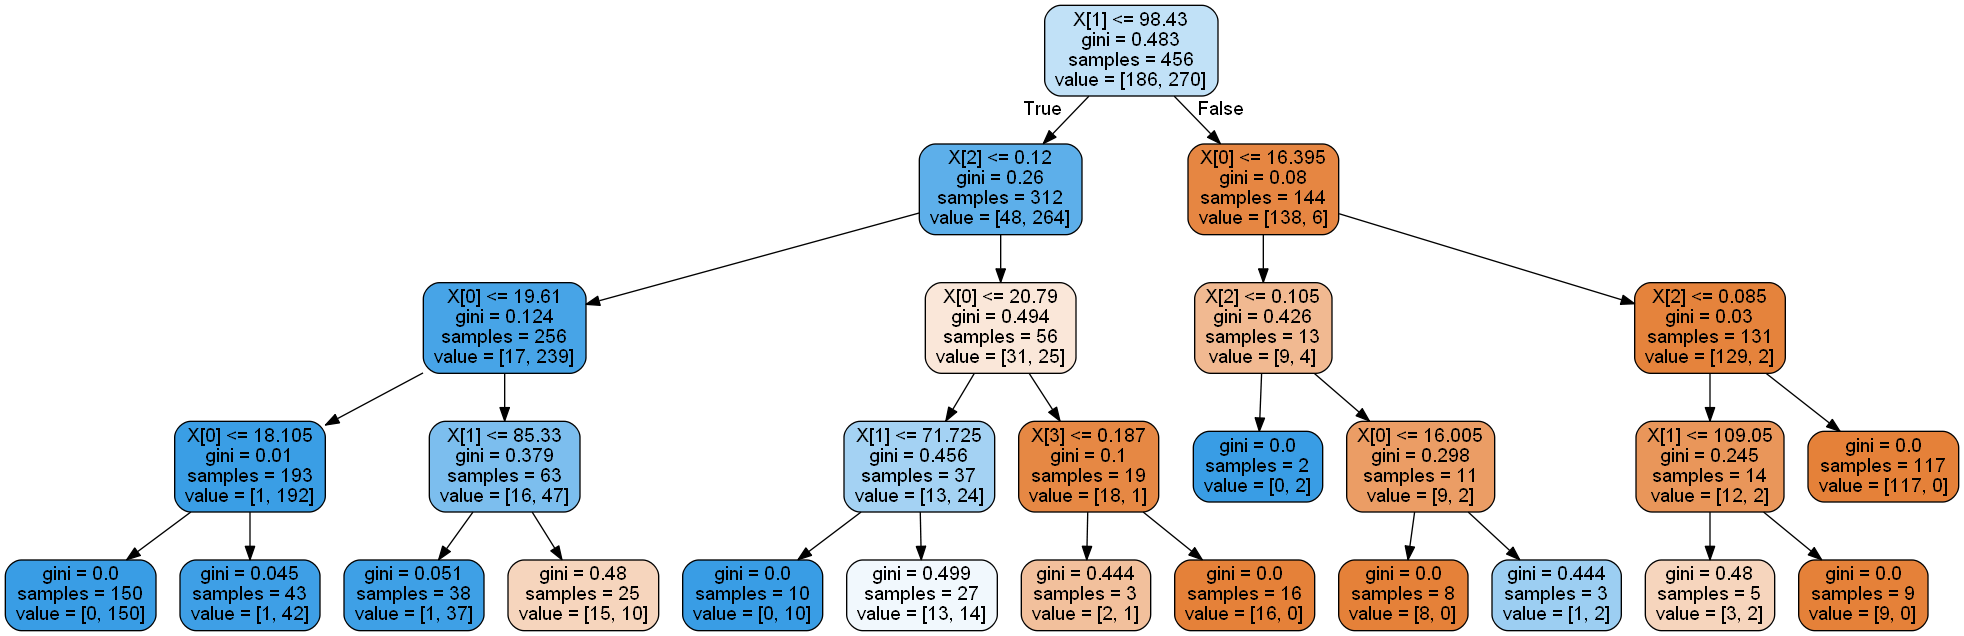 X[1] <= 98.43
gini = 0.483
samples = 456
value = [186, 270]
True
False
X[2] <= 0.12
gini = 0.26
samples = 312
value = [48, 264]
X[0] <= 16.395
gini = 0.08
samples = 144
value = [138, 6]
X[0] <= 19.61
gini = 0.124
samples = 256
value = [17, 239]
X[0] <= 20.79
gini = 0.494
samples = 56
value = [31, 25]
X[2] <= 0.105
gini = 0.426
samples = 13
value = [9, 4]
X[2] <= 0.085
gini = 0.03
samples = 131
value = [129, 2]
X[0] <= 18.105
gini = 0.01
samples = 193
value = [1, 192]
X[1] <= 85.33
gini = 0.379
samples = 63
value = [16, 47]
X[1] <= 71.725
gini = 0.456
samples = 37
value = [13, 24]
X[3] <= 0.187
gini = 0.1
samples = 19
value = [18, 1]
gini = 0.0
samples = 2
value = [0, 2]
X[0] <= 16.005
gini = 0.298
samples = 11
value = [9, 2]
X[1] <= 109.05
gini = 0.245
samples = 14
value = [12, 2]
gini = 0.0
samples = 117
value = [117, 0]
gini = 0.0
samples = 150
value = [0, 150]
gini = 0.045
samples = 43
value = [1, 42]
gini = 0.051
samples = 38
value = [1, 37]
gini = 0.48
samples = 25
value = [15, 10]
gini = 0.0
samples = 10
value = [0, 10]
gini = 0.499
samples = 27
value = [13, 14]
gini = 0.444
samples = 3
value = [2, 1]
gini = 0.0
samples = 16
value = [16, 0]
gini = 0.0
samples = 8
value = [8, 0]
gini = 0.444
samples = 3
value = [1, 2]
gini = 0.48
samples = 5
value = [3, 2]
gini = 0.0
samples = 9
value = [9, 0]